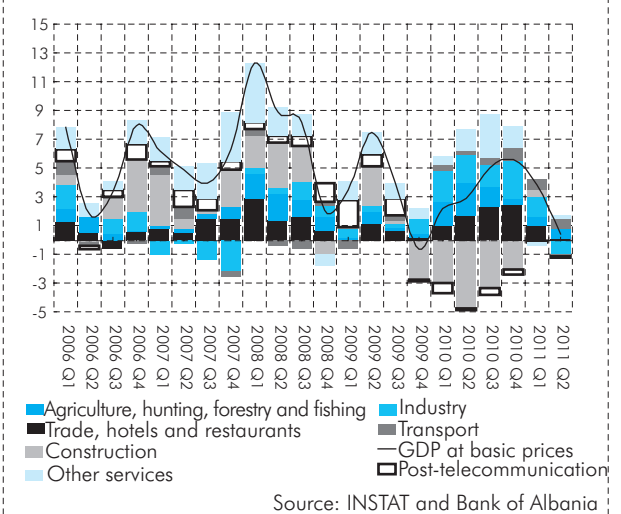 15
13
11
9
7
5
3
1
-1
-3
-5
2006 Q1
2006 Q2
2006 Q3
2006 Q4
2007 Q1
2007 Q2
2007 Q3
2007 Q4
2008 Q1
2008 Q2
2008 Q3
2008 Q4
2009 Q1
2009 Q2
2009 Q3
2009 Q4
2010 Q1
2010 Q2
2010 Q3
2010 Q4
2011 Q1
2011 Q2
Agriculture, hunting, forestry and fishing
Industry
Trade, hotels and restaurants
Transport
Construction
GDP at basic prices
Other services
Post-telecommunication
Source: INSTAT and Bank of Albania